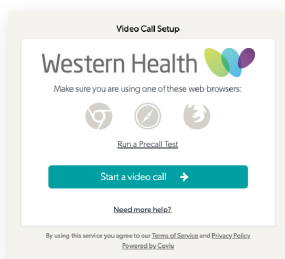 Video Call Setup
Western Health
Make sure you are using one of these web browsers:
Run a Precall Test
Start a video call
Need more help?
By using this service you agree to our Terms of Service and Privacy Policy
Powered by Coviu